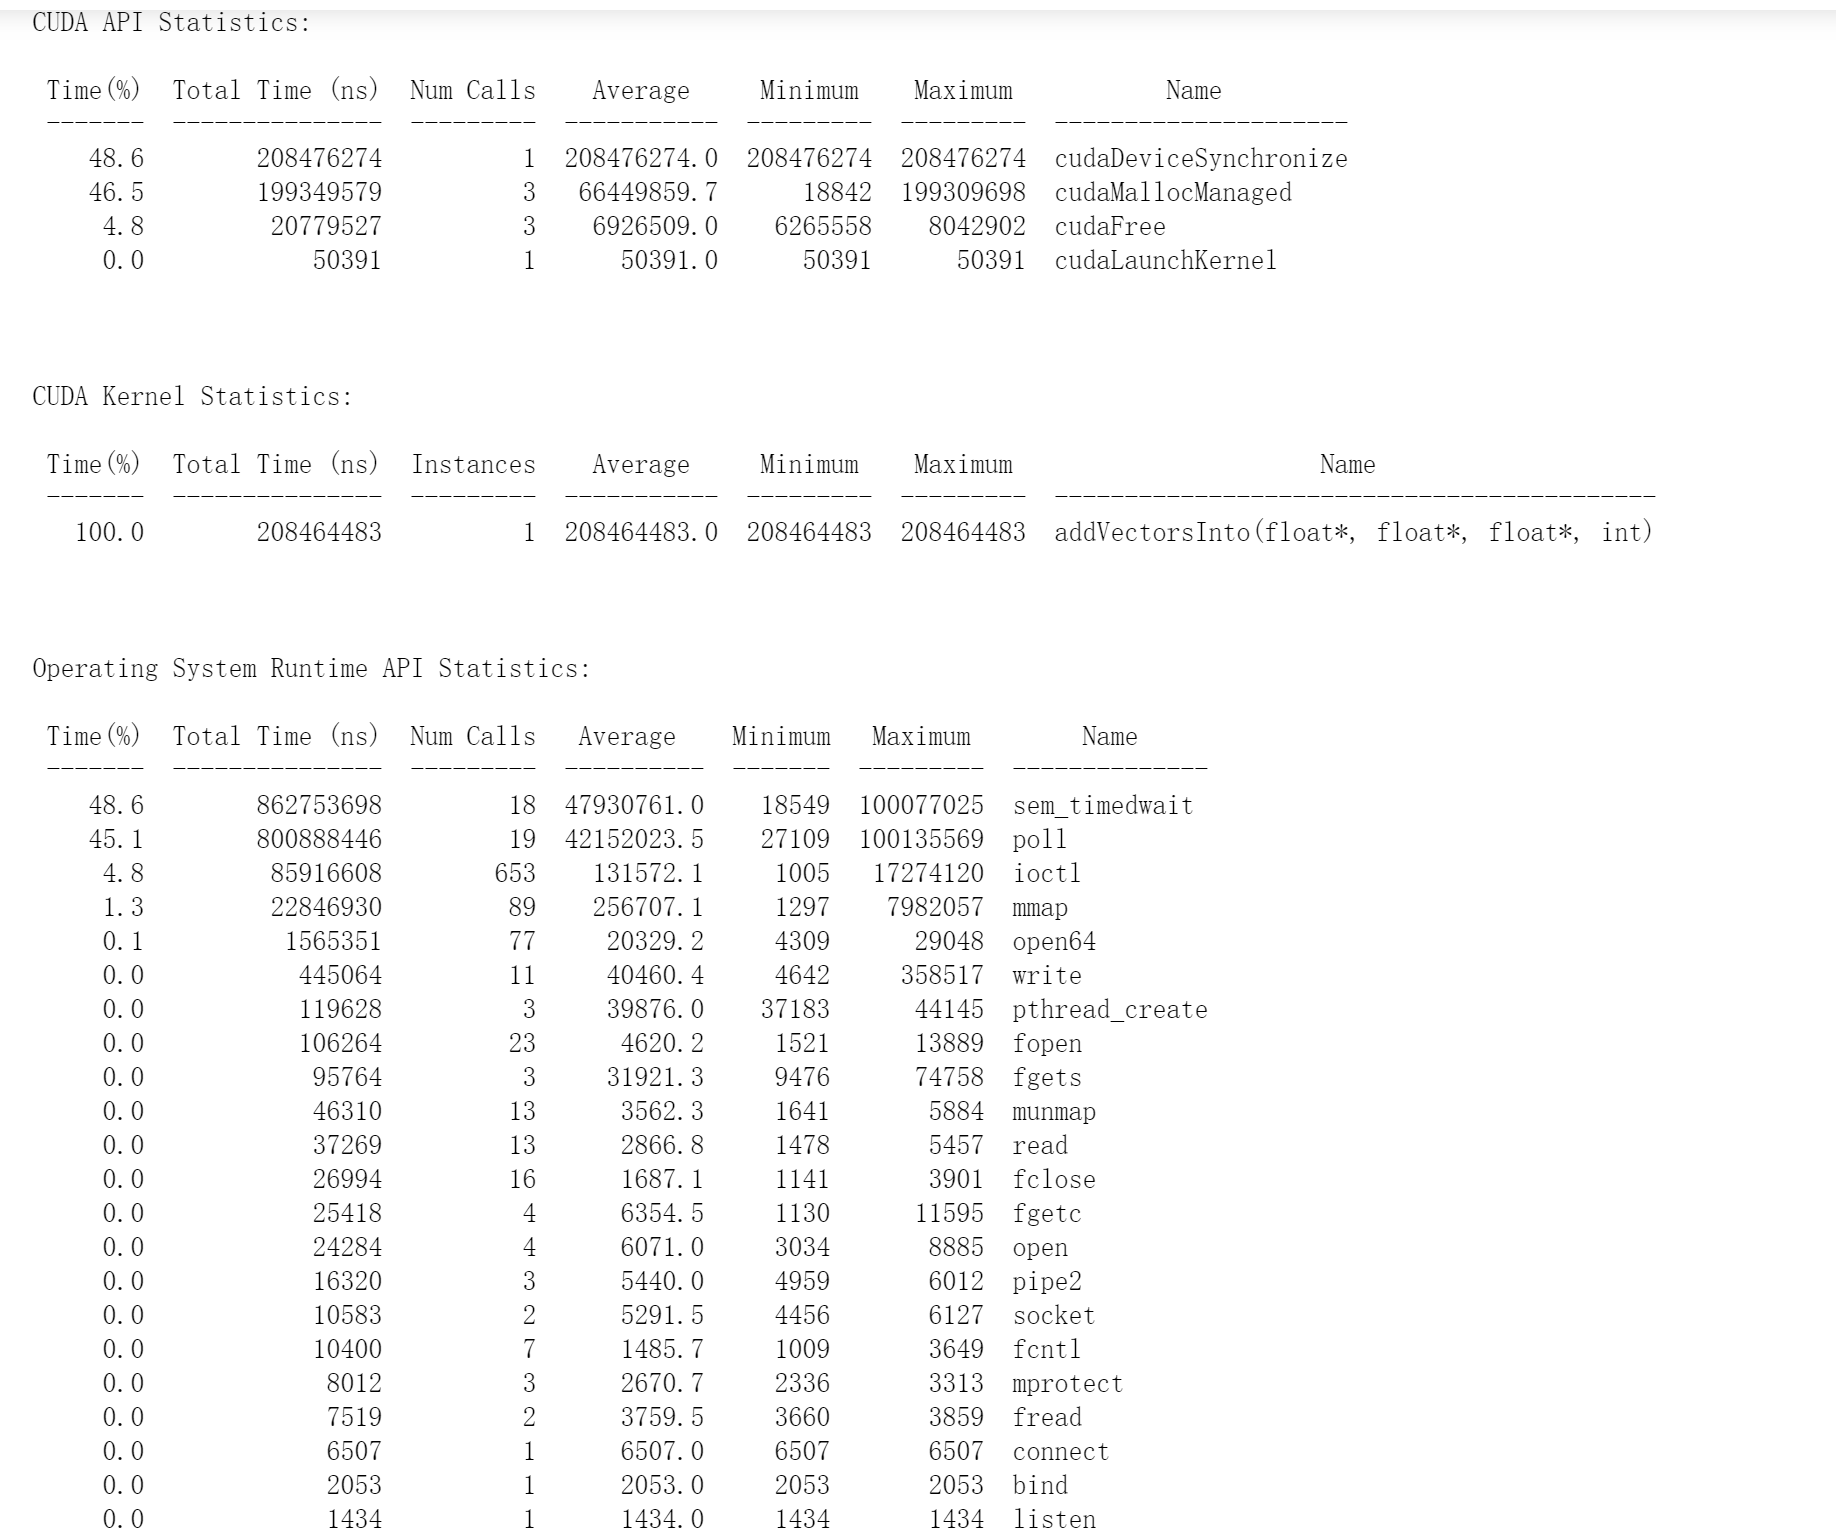 CUDA API Statistics:
Time(%)  Total Time (ns)  Num Calls    Average     Minimum    Maximum           Name
-------  ---------------  ---------  -----------  ---------  ---------  ---------------------
   48.6        208476274          1  208476274.0  208476274  208476274  cudaDeviceSynchronize
   46.5        199349579          3   66449859.7      18842  199309698  cudaMallocManaged
    4.8         20779527          3    6926509.0    6265558    8042902  cudaFree
    0.0            50391          1      50391.0      50391      50391  cudaLaunchKernel
CUDA Kernel Statistics:
Time(%)  Total Time (ns)  Instances    Average     Minimum    Maximum                      Name
-------  ---------------  ---------  -----------  ---------  ---------  -------------------------------------------
  100.0        208464483          1  208464483.0  208464483  208464483  addVectorsInto(float*, float*, float*, int)
Operating System Runtime API Statistics:
Time(%)  Total Time (ns)  Num Calls   Average    Minimum   Maximum        Name
-------  ---------------  ---------  ----------  -------  ---------  --------------
   48.6        862753698         18  47930761.0    18549  100077025  sem_timedwait
   45.1        800888446         19  42152023.5    27109  100135569  poll
    4.8         85916608        653    131572.1     1005   17274120  ioctl
    1.3         22846930         89    256707.1     1297    7982057  mmap
    0.1          1565351         77     20329.2     4309      29048  open64
    0.0           445064         11     40460.4     4642     358517  write
    0.0           119628          3     39876.0    37183      44145  pthread_create
    0.0           106264         23      4620.2     1521      13889  fopen
    0.0            95764          3     31921.3     9476      74758  fgets
    0.0            46310         13      3562.3     1641       5884  munmap
    0.0            37269         13      2866.8     1478       5457  read
    0.0            26994         16      1687.1     1141       3901  fclose
    0.0            25418          4      6354.5     1130      11595  fgetc
    0.0            24284          4      6071.0     3034       8885  open
    0.0            16320          3      5440.0     4959       6012  pipe2
    0.0            10583          2      5291.5     4456       6127  socket
    0.0            10400          7      1485.7     1009       3649  fcntl
    0.0             8012          3      2670.7     2336       3313  mprotect
    0.0             7519          2      3759.5     3660       3859  fread
    0.0             6507          1      6507.0     6507       6507  connect
    0.0             2053          1      2053.0     2053       2053  bind
    0.0             1434          1      1434.0     1434       1434  listen